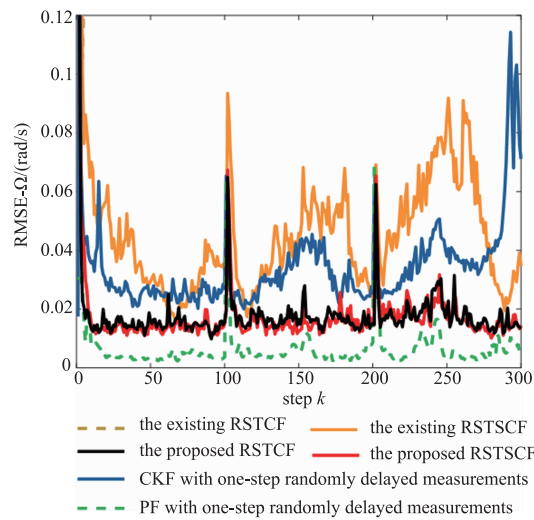 0.12
0.10
0.08
0.06
0.04
0.02
0
RMSE-Ω/(rad/s)
0 50 100 150 200 250 300
step k
the existing RSTCF the existing RSTSCF
the proposed RSTCF the proposed RSTSCF
CKF with one-step randomly delayed measurements
PF with one-step randomly delayed measurements